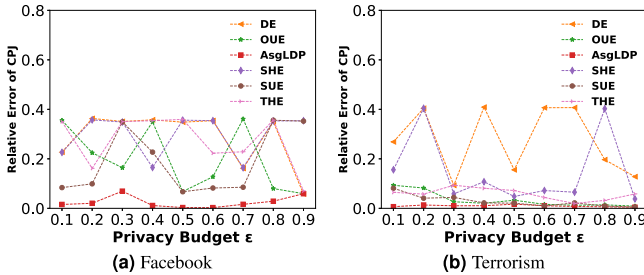 Relative Error of CPJ
0.8
0.6
0.4
0.2
0.0
DE
OUE
AsgLDP
SHE
SUE
THE
0.1 0.2 0.3 0.4 0.5 0.6 0.7 0.8 0.9
Privacy Budget ε
(a) Facebook
Relative Error of CPJ
0.8
0.6
0.4
0.2
0.0
DE
OUE
AsgLDP
SHE
SUE
THE
0.1 0.2 0.3 0.4 0.5 0.6 0.7 0.8 0.9
Privacy Budget ε
(b) Terrorism